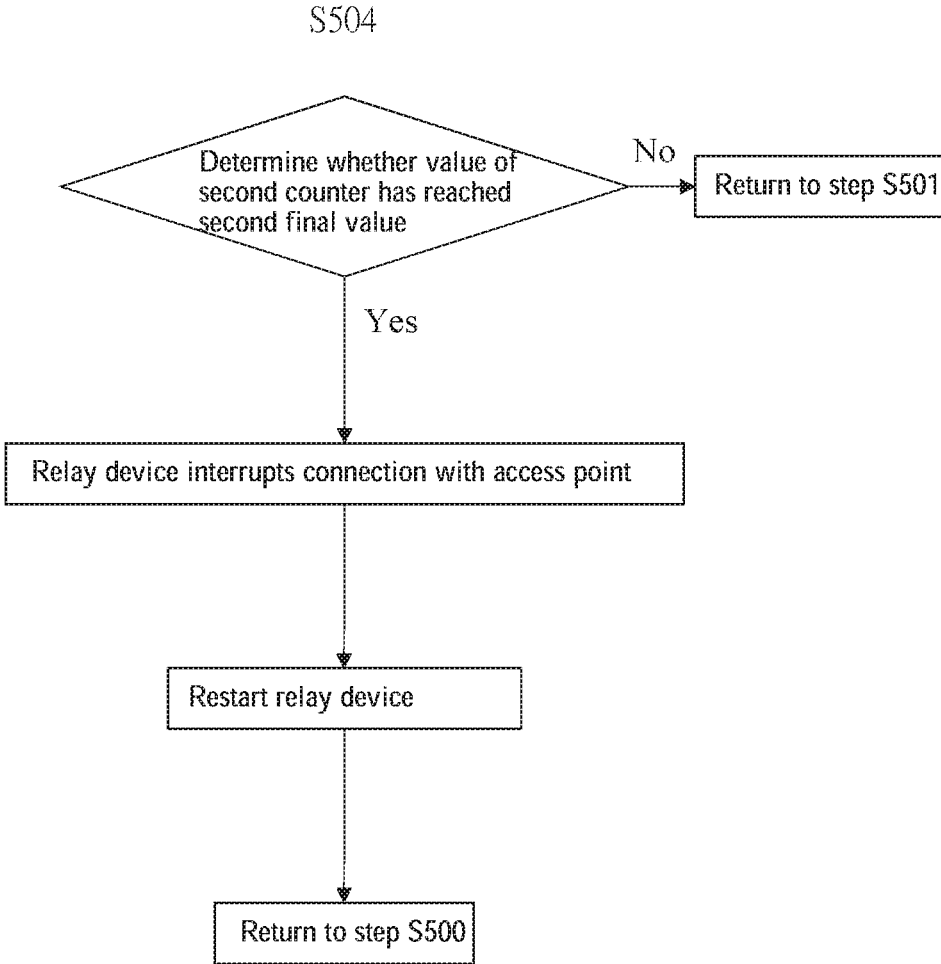 S504
Determine whether value of
second counter has reached
second final value
No
Return to step S501
Yes
Relay device interrupts connection with access point
Restart relay device
Return to step S500